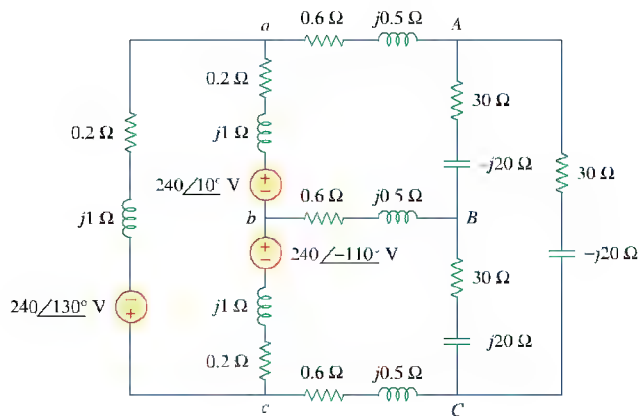 0.6 Ω j0.5 Ω
a A
0.2 Ω
30 Ω
0.2 Ω
j1 Ω
-j20 Ω
30 Ω
240/10° V
0.6 Ω j0 5 Ω
j1 Ω
b B
240/−110° V
−j20 Ω
30 Ω
240/130° V
j1 Ω
j20 Ω
0.2 Ω
0.6 Ω j0.5 Ω
c C